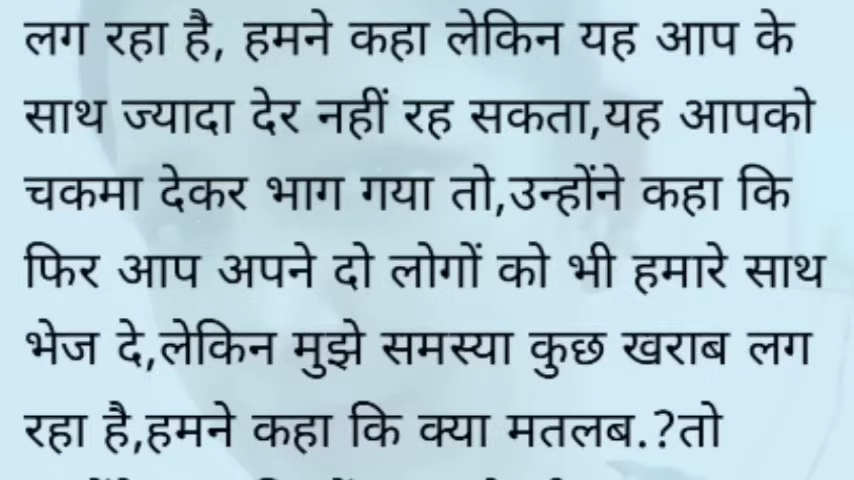 लग रहा है, हमने कहा लेकिन यह आप के
साथ ज्यादा देर नहीं रह सकता,यह आपको
चकमा देकर भाग गया तो,उन्होंने कहा कि
फिर आप अपने दो लोगों को भी हमारे साथ
भेज दे,लेकिन मुझे समस्या कुछ खराब लग
रहा है,हमने कहा कि क्या मतलब.?तो